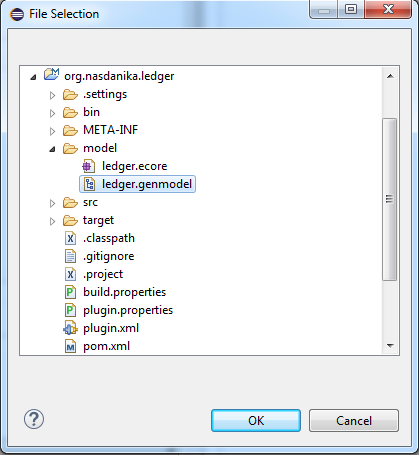 File Selection
org.nasdanika.ledger
.settings
bin
META-INF
model
ledger.ecore
ledger.genmodel
src
target
.classpath
.gitignore
.project
build.properties
plugin.properties
plugin.xml
pom.xml
OK Cancel